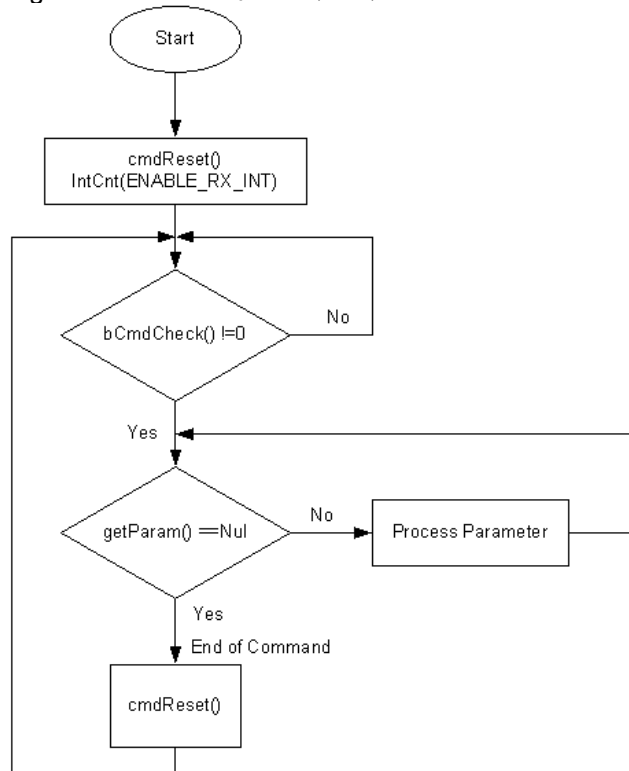 Start
cmdReset()
IntCnt(ENABLE_RX_INT)
bCmdCheck() !=0
No
Yes
getParam() ==Nul
No
Process Parameter
Yes
End of Command
cmdReset()